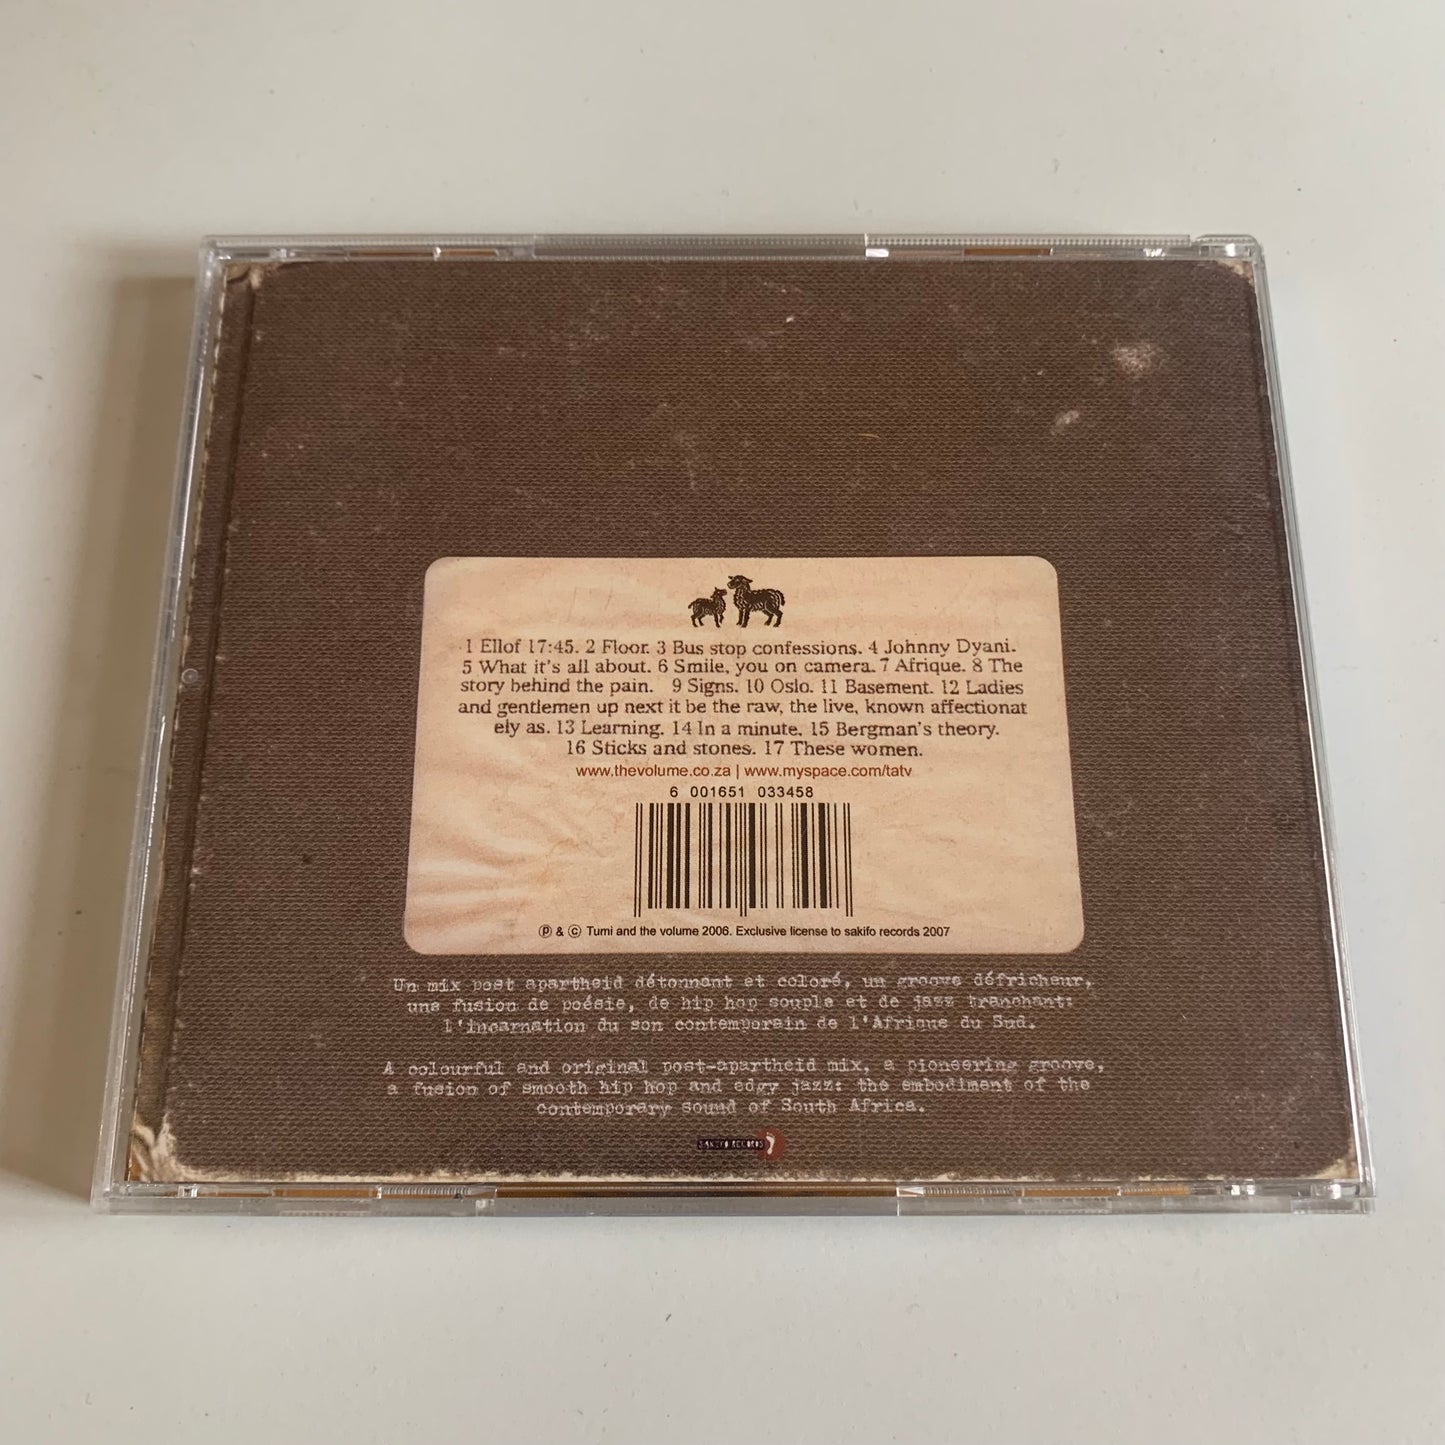 1 Ellof 17:45. 2 Floor. 3 Bus stop confessions. 4 Johnny Dyani.
5 What it's all about. 6 Smile, you on camera. 7 Afrique. 8 The
story behind the pain. 9 Signs. 10 Oslo. 11 Basement. 12 Ladies
and gentlemen up next it be the raw, the live, known affectionat
ely as. 13 Learning. 14 In a minute. 15 Bergman's theory.
16 Sticks and stones. 17 These women.
www.thevolume.co.za | www.myspace.com/tatv
6 001651 033458
℗ & © Tumi and the volume 2006. Exclusive license to sakifo records 2007
Un mix post apartheid détonnant et coloré, un groove défricheur,
une fusion de poésie, de hip hop souple et de jazz tranchant:
l'incarnation du son contemporain de l'Afrique du Sud.
A colourful and original post-apartheid mix, a pioneering groove,
a fusion of smooth hip hop and edgy jazz: the embodiment of the
contemporary sound of South Africa.
SAKIFO RECORDS